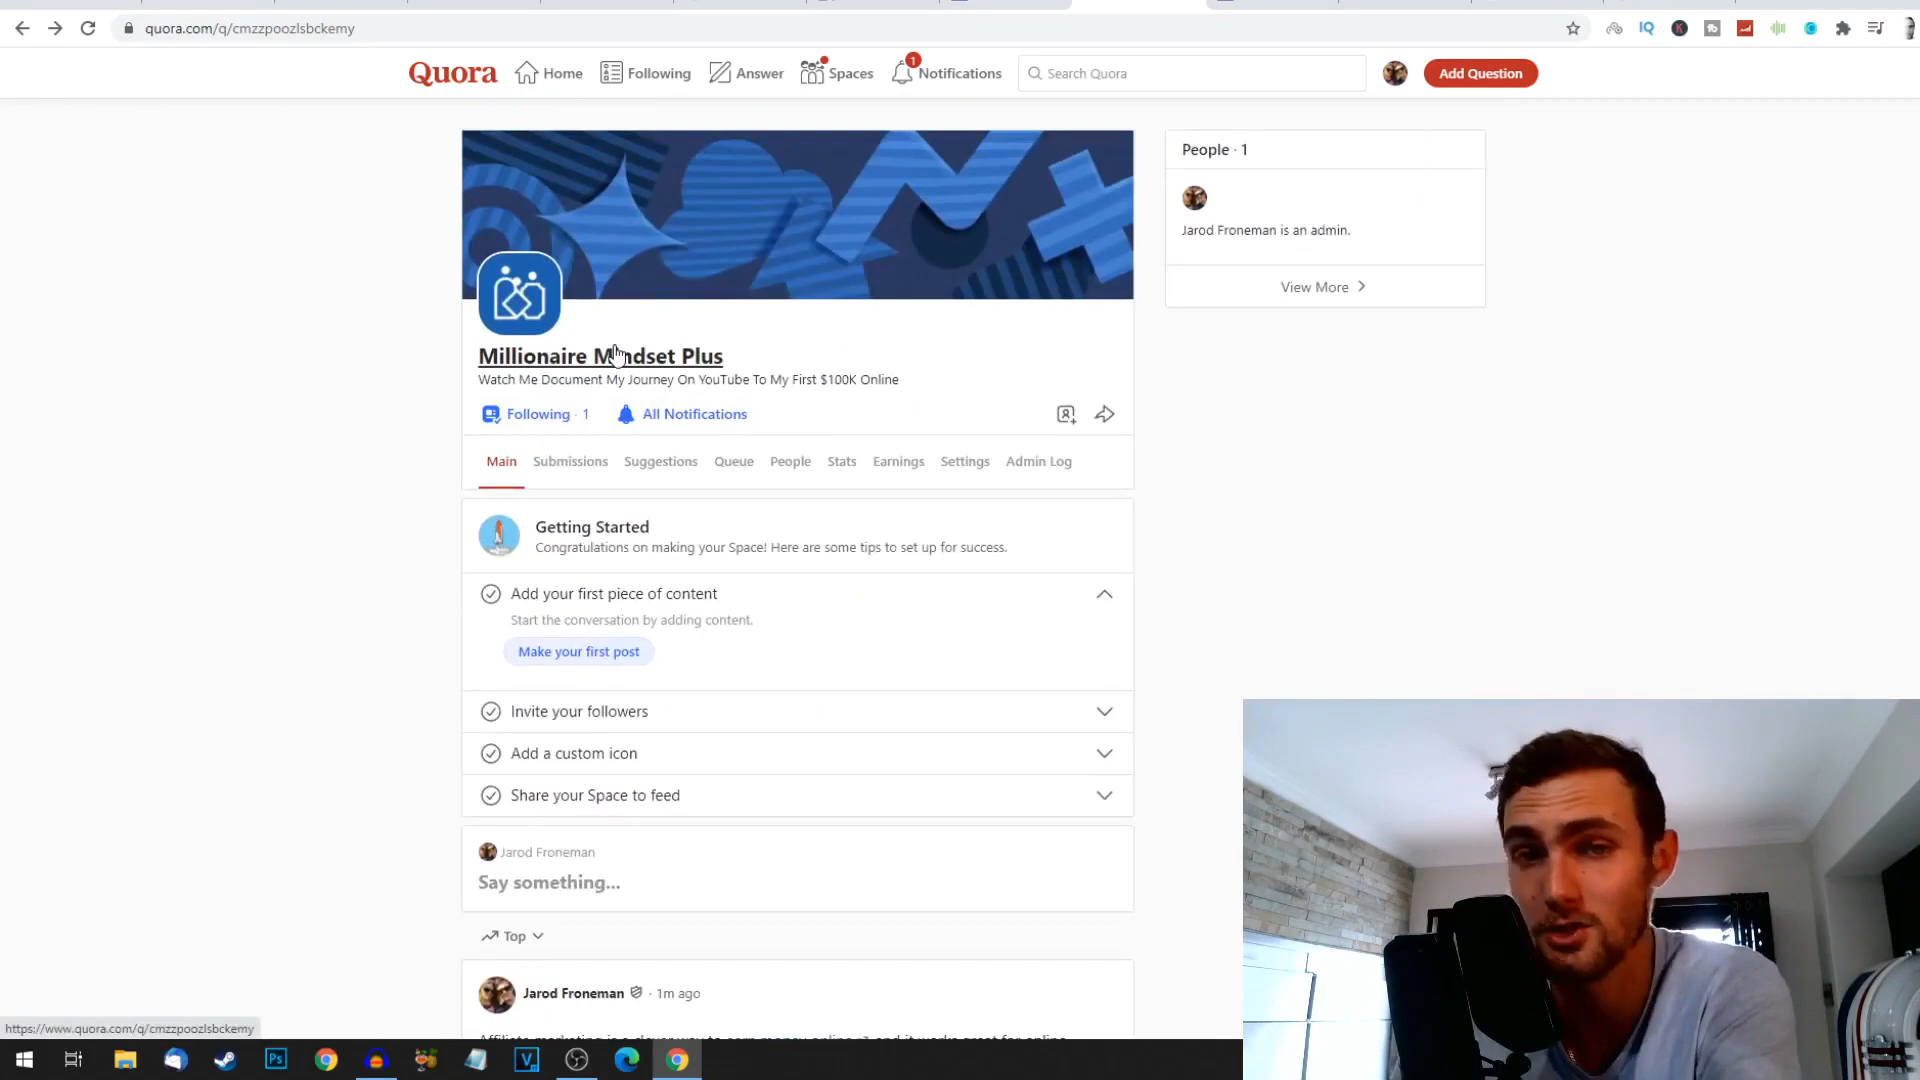 quora.com/q/cmzzpoozlsbckemy
IQ
Quora
Home
Following
Answer
Spaces
1
Notifications
Search Quora
Add Question
Millionaire Mindset Plus
Watch Me Document My Journey On YouTube To My First $100K Online
Following · 1
All Notifications
Main
Submissions
Suggestions
Queue
People
Stats
Earnings
Settings
Admin Log
People · 1
Jarod Froneman is an admin.
View More
Getting Started
Congratulations on making your Space! Here are some tips to set up for success.
Add your first piece of content
Start the conversation by adding content.
Make your first post
Invite your followers
Add a custom icon
Share your Space to feed
Jarod Froneman
Say something...
Top
Jarod Froneman · 1m ago
https://www.quora.com/q/cmzzpoozlsbckemy
Ps
V